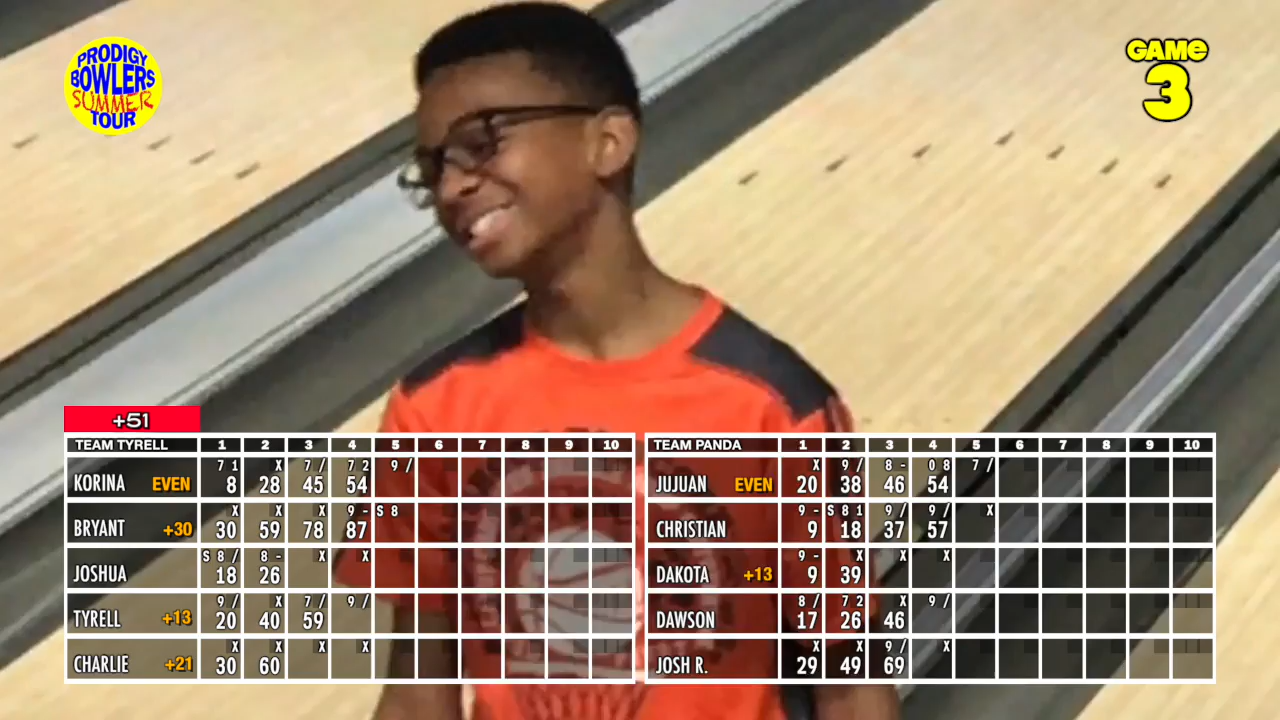 PRODIGY
BOWLERS
SUMMER
TOUR
GAME
3
+51
TEAM TYRELL 1 2 3 4 5 6 7 8 9 10
7 1 X 7 / 7 2 9 /
KORINA EVEN 8 28 45 54
X X X 9 - S 8
BRYANT +30 30 59 78 87
S 8 / 8 - X X
JOSHUA 18 26
9 / X 7 / 9 /
TYRELL +13 20 40 59
X X X X
CHARLIE +21 30 60
TEAM PANDA 1 2 3 4 5 6 7 8 9 10
X 9 / 8 - 0 8 7 /
JUJUAN EVEN 20 38 46 54
9 - S 8 1 9 / 9 / X
CHRISTIAN 9 18 37 57
9 - X X X
DAKOTA +13 9 39
8 / 7 2 X 9 /
DAWSON 17 26 46
X X 9 / X
JOSH R. 29 49 69